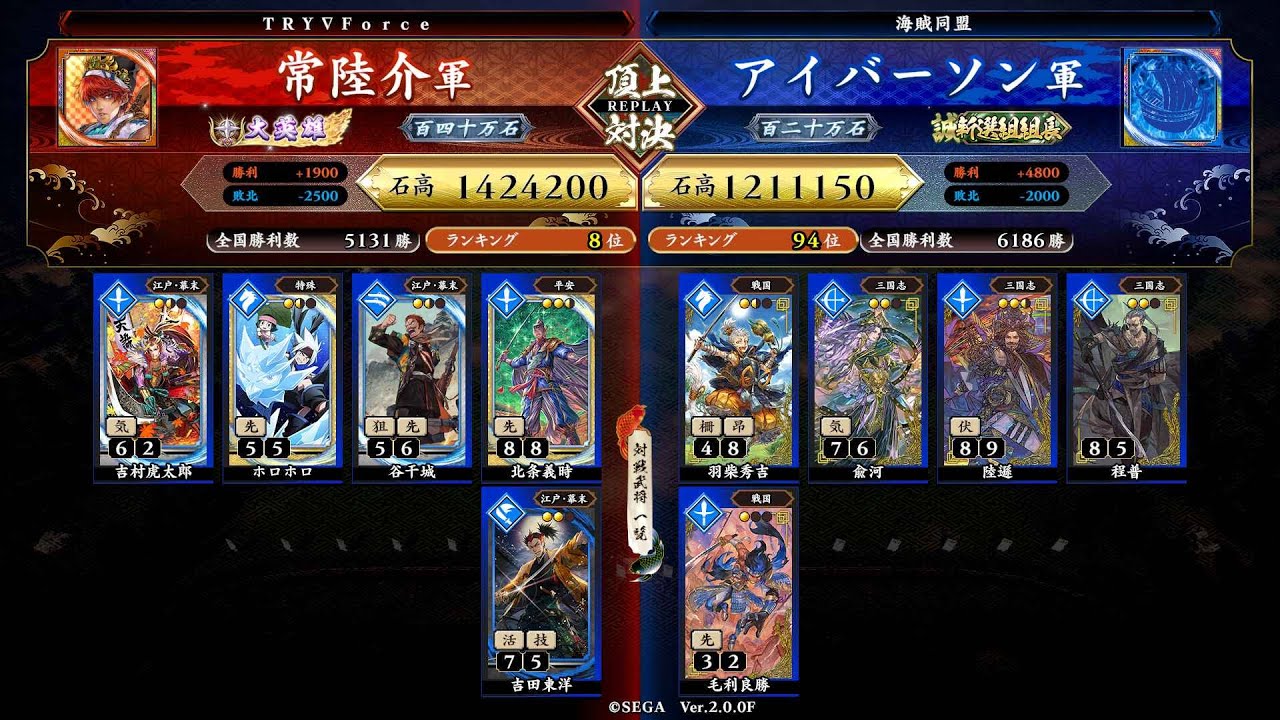 TRY∇Force
海賊同盟
常陸介軍
頂上
REPLAY
対決
アイバーソン軍
大英雄
百四十万石
百二十万石
誠新選組組長
勝利 +1900
敗北 -2500
石高 1424200
石高 1211150
勝利 +4800
敗北 -2000
全国勝利数 5131勝
ランキング 8位
ランキング 94位
全国勝利数 6186勝
江戸・幕末
気
6 2
吉村虎太郎
特殊
先
5 5
ホロホロ
江戸・幕末
狙 先
5 6
谷干城
平安
先
8 8
北条義時
戦国
柵 昂
4 8
羽柴秀吉
三国志
気
7 6
兪河
三国志
伏
8 9
陸遜
三国志
8 5
程普
対戦武将一覧
江戸・幕末
活 技
7 5
吉田東洋
戦国
先
3 2
毛利良勝
©SEGA Ver.2.0.0F